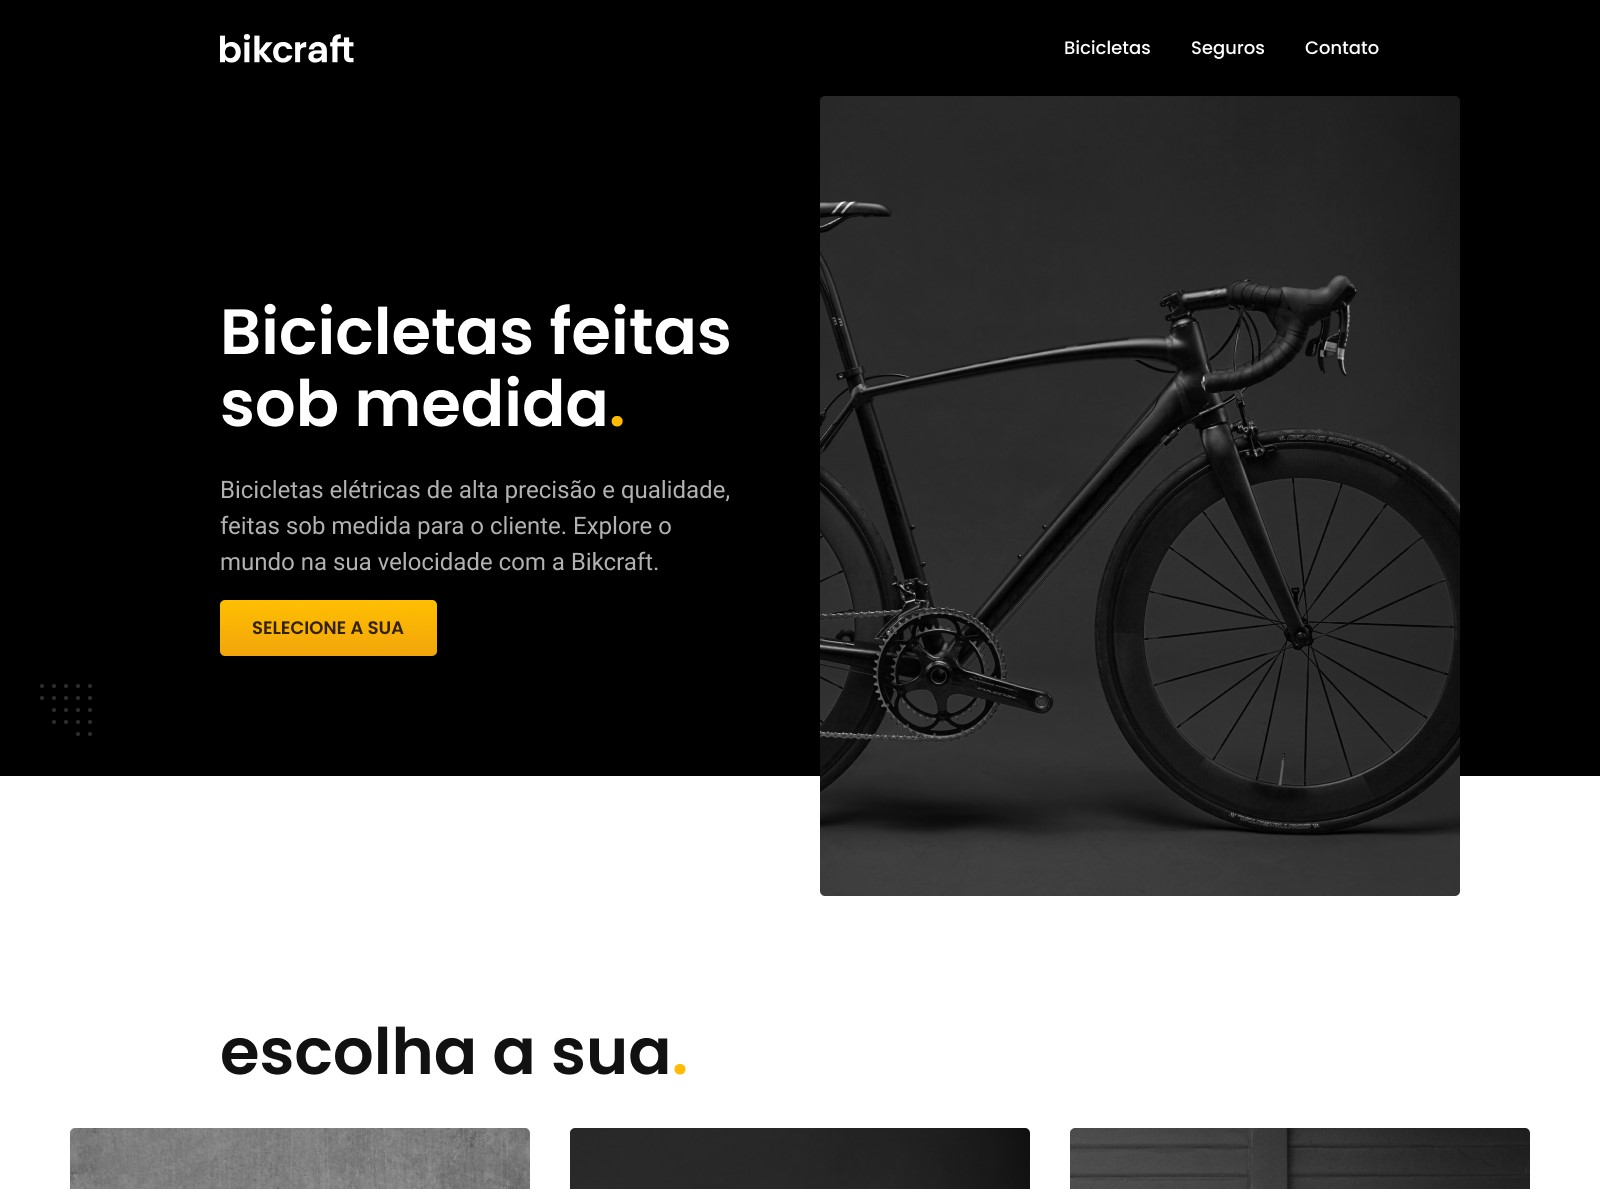 bikcraft
Bicicletas Seguros Contato
Bicicletas feitas
sob medida.
Bicicletas elétricas de alta precisão e qualidade,
feitas sob medida para o cliente. Explore o
mundo na sua velocidade com a Bikcraft.
SELECIONE A SUA
escolha a sua.